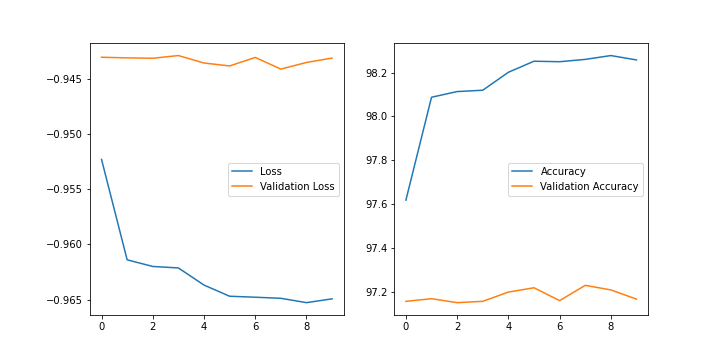 −0.945
−0.950
−0.955
−0.960
−0.965
0 2 4 6 8
Loss
Validation Loss
98.2
98.0
97.8
97.6
97.4
97.2
0 2 4 6 8
Accuracy
Validation Accuracy